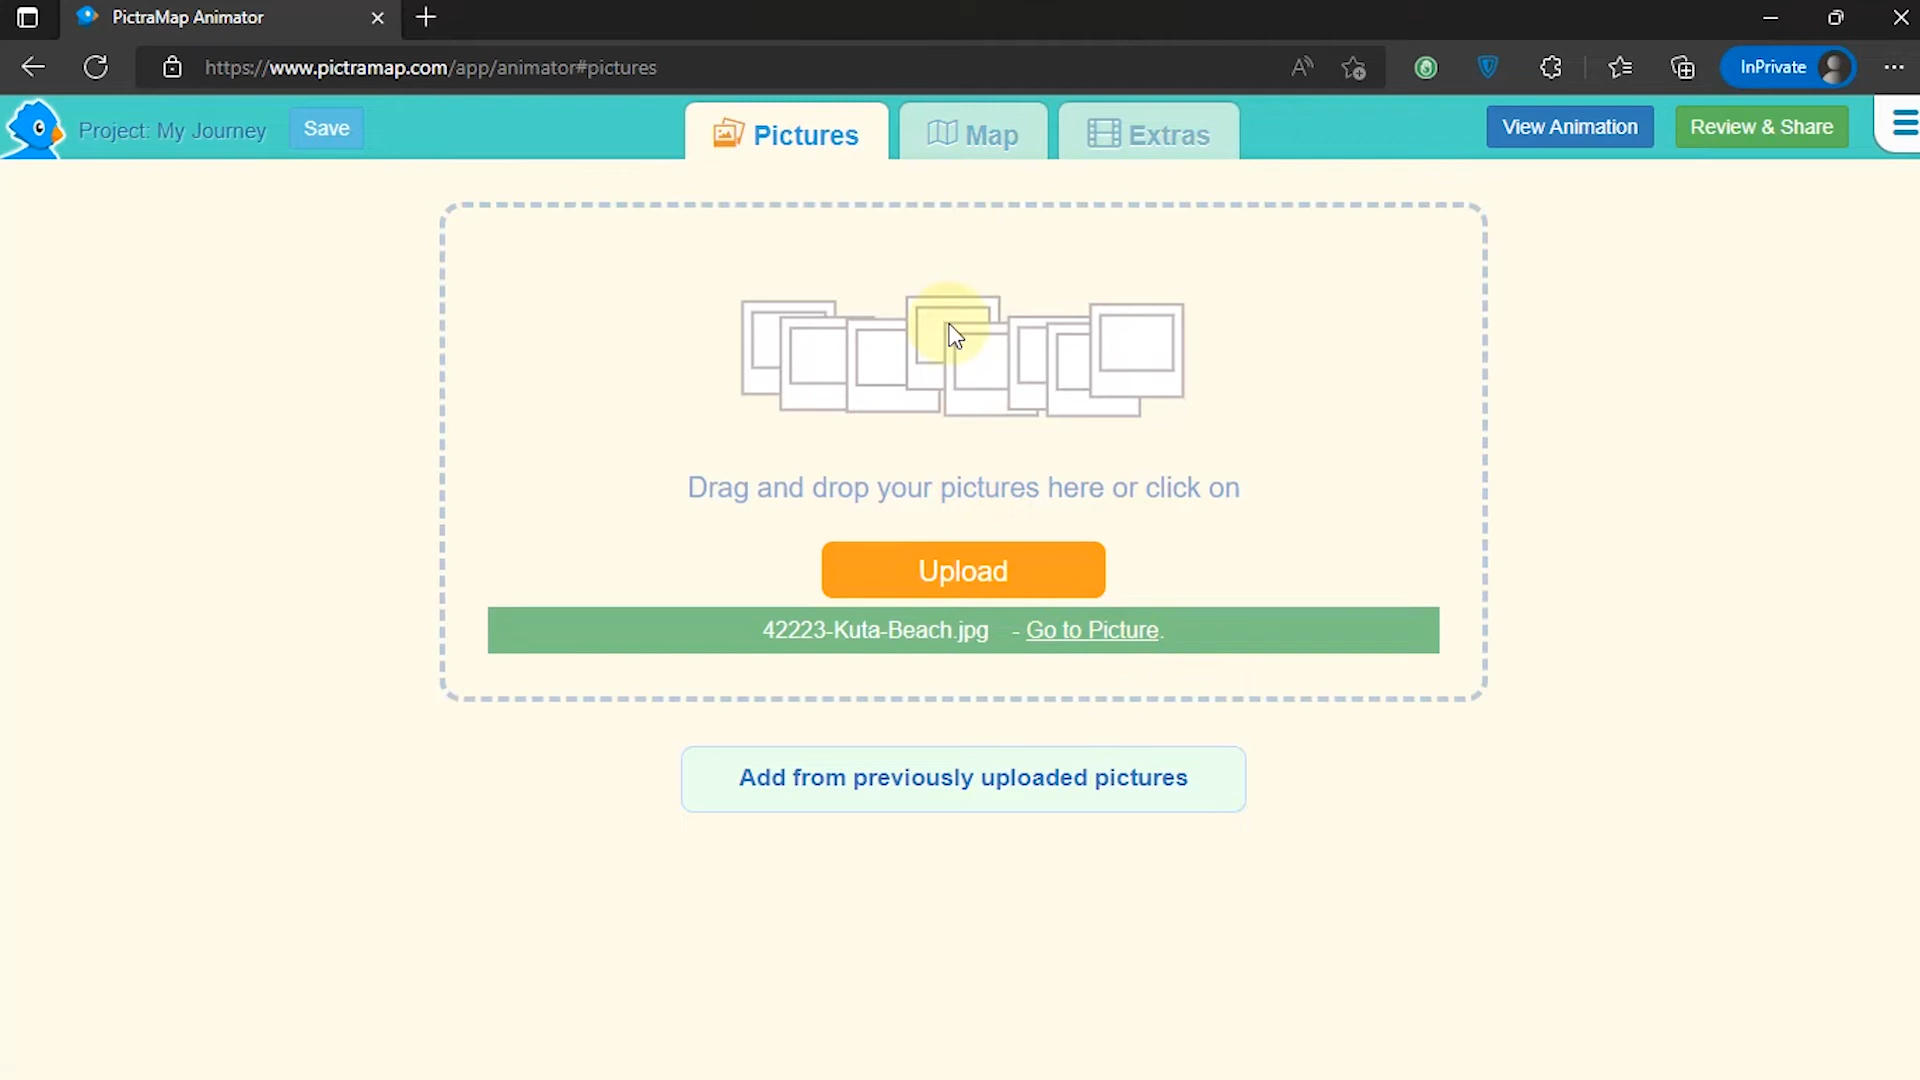 PictraMap Animator
https://www.pictramap.com/app/animator#pictures
InPrivate
Project: My Journey
Save
Pictures
Map
Extras
View Animation
Review & Share
Drag and drop your pictures here or click on
Upload
42223-Kuta-Beach.jpg - Go to Picture.
Add from previously uploaded pictures